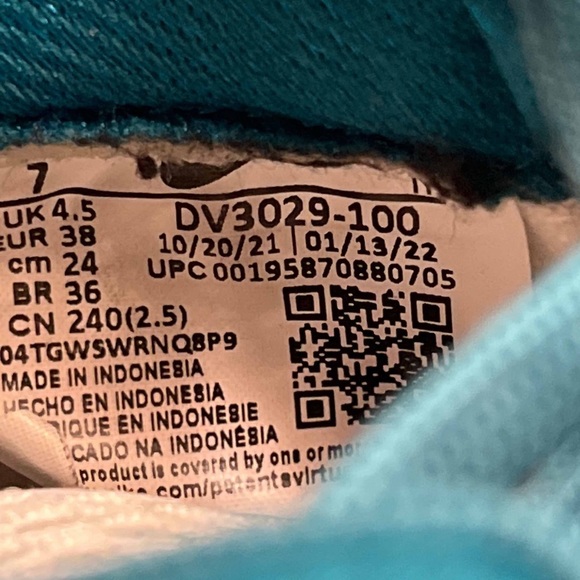 7
UK 4.5
EUR 38
cm 24
BR 36
CN 240(2.5)
04TGWSWRNQ8P9
MADE IN INDONESIA
HECHO EN INDONESIA
IQUE EN INDONESIE
CADO NA INDONÉSIA
product is covered by one or
DV3029-100
10/20/21 | 01/13/22
UPC 00195870880705